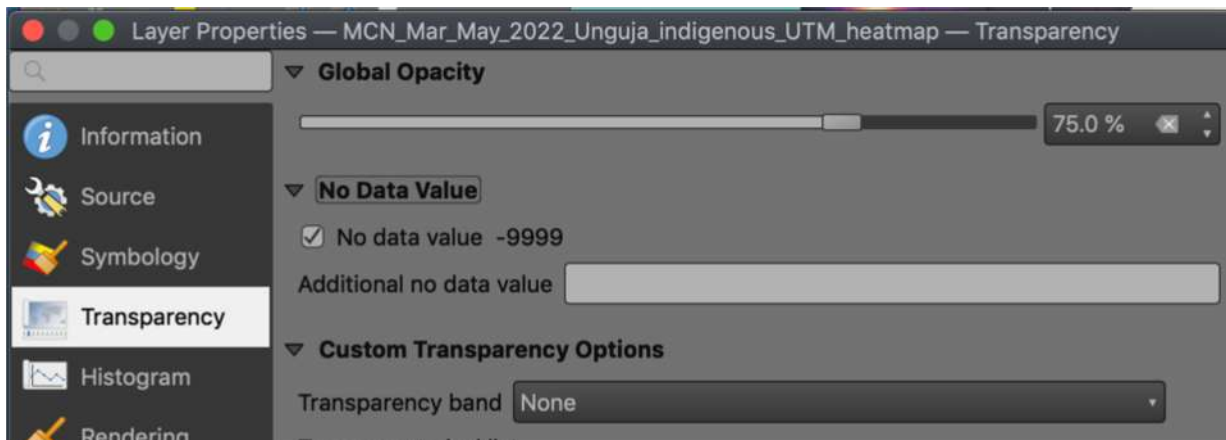 Layer Properties — MCN_Mar_May_2022_Unguja_indigenous_UTM_heatmap — Transparency
Global Opacity
75.0 %
Information
Source
No Data Value
No data value -9999
Symbology
Additional no data value
Transparency
Custom Transparency Options
Histogram
Transparency band None
Rendering